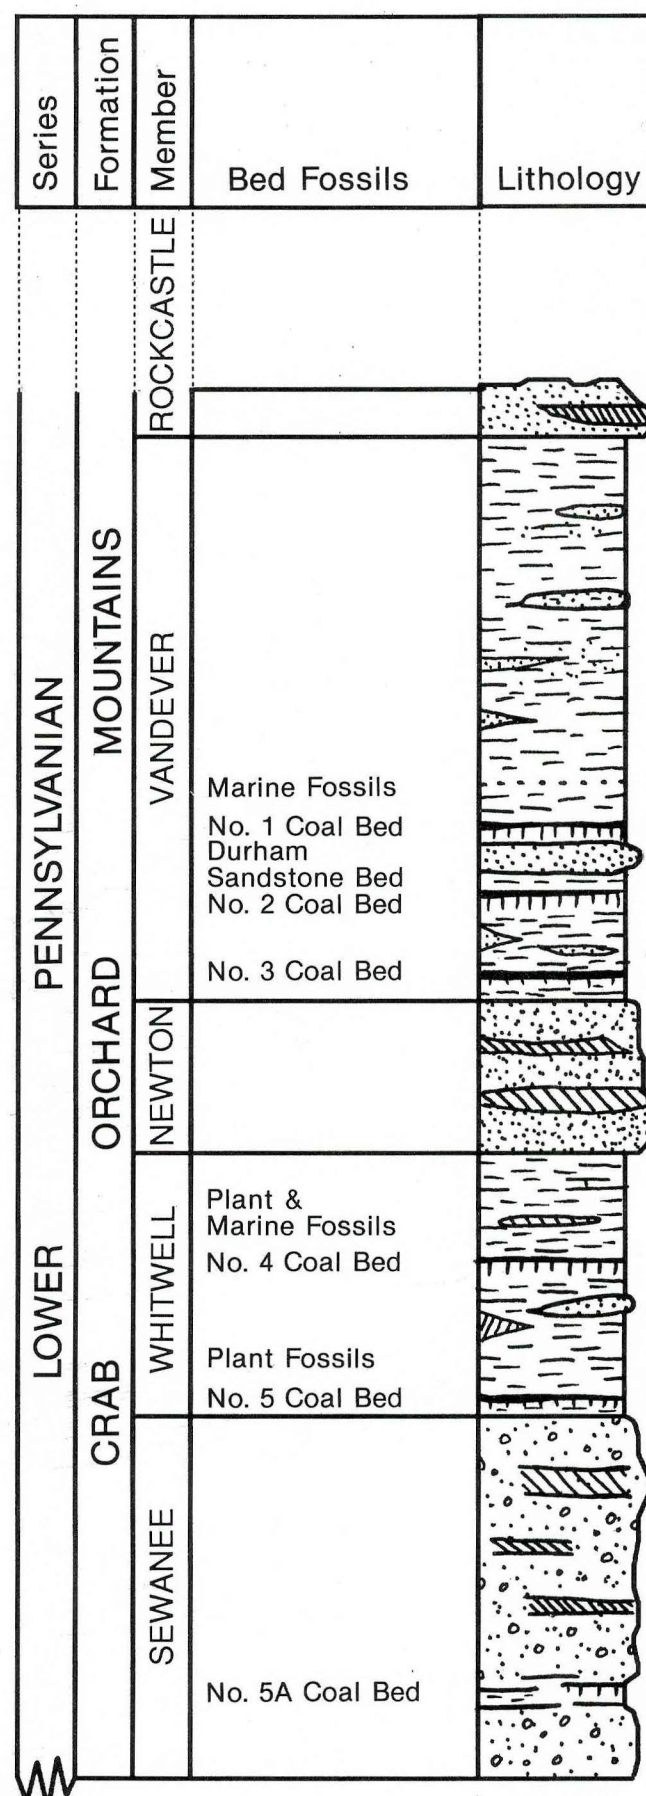 Series
Formation
Member
Bed Fossils
Lithology
LOWER PENNSYLVANIAN
CRAB ORCHARD MOUNTAINS
ROCKCASTLE
VANDEVER
Marine Fossils
No. 1 Coal Bed
Durham
Sandstone Bed
No. 2 Coal Bed
No. 3 Coal Bed
NEWTON
WHITWELL
Plant &
Marine Fossils
No. 4 Coal Bed
Plant Fossils
No. 5 Coal Bed
SEWANEE
No. 5A Coal Bed